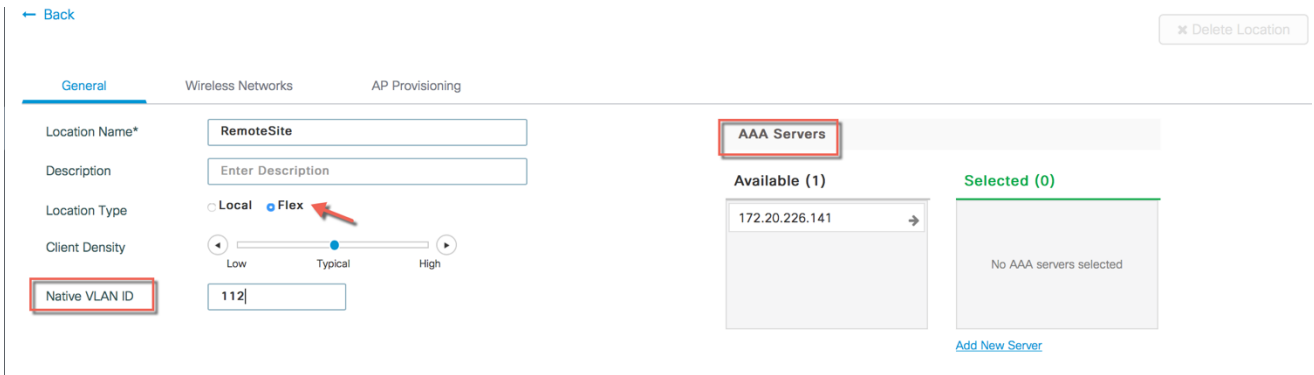 ← Back
✖ Delete Location
General Wireless Networks AP Provisioning
Location Name* RemoteSite
Description Enter Description
Location Type Local Flex
Client Density Low Typical High
Native VLAN ID 112
AAA Servers
Available (1) Selected (0)
172.20.226.141 →
No AAA servers selected
Add New Server